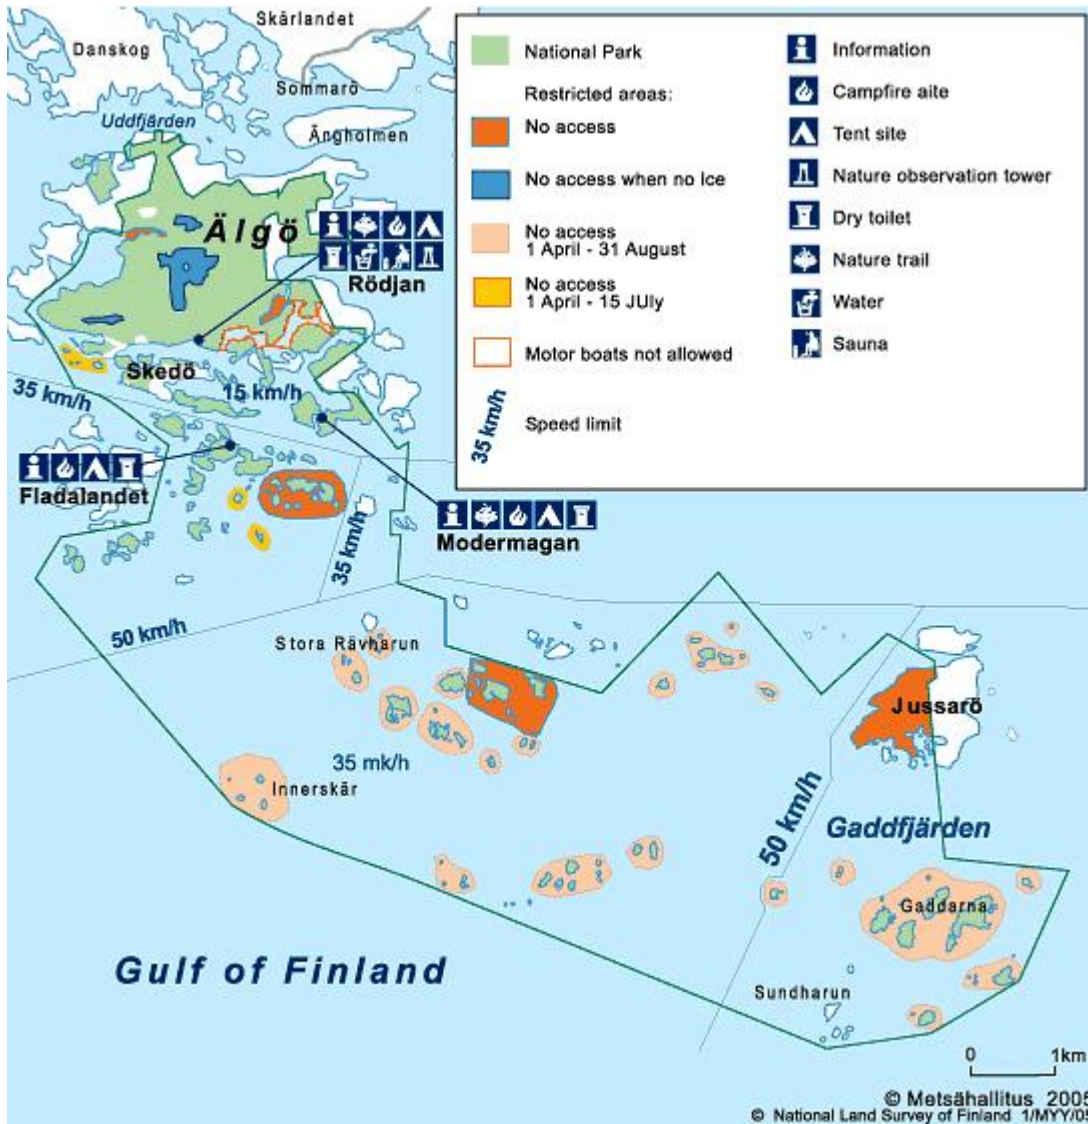 Skärlandet
Danskog
Sommarö
Uddfjärden
Ängholmen
Älgö
Rödjan
Skedö
35 km/h
15 km/h
Fladalandet
Modermagan
35 km/h
50 km/h
Stora Rävharun
Jussarö
35 mk/h
Innerskär
50 km/h
Gaddfjärden
Gaddarna
Gulf of Finland
Sundharun
National Park
Restricted areas:
No access
No access when no Ice
No access
1 April - 31 August
No access
1 April - 15 JUly
Motor boats not allowed
35 km/h
Speed limit
Information
Campfire aite
Tent site
Nature observation tower
Dry toilet
Nature trail
Water
Sauna
0 1km
© Metsähallitus 2005
© National Land Survey of Finland 1/MYY/05